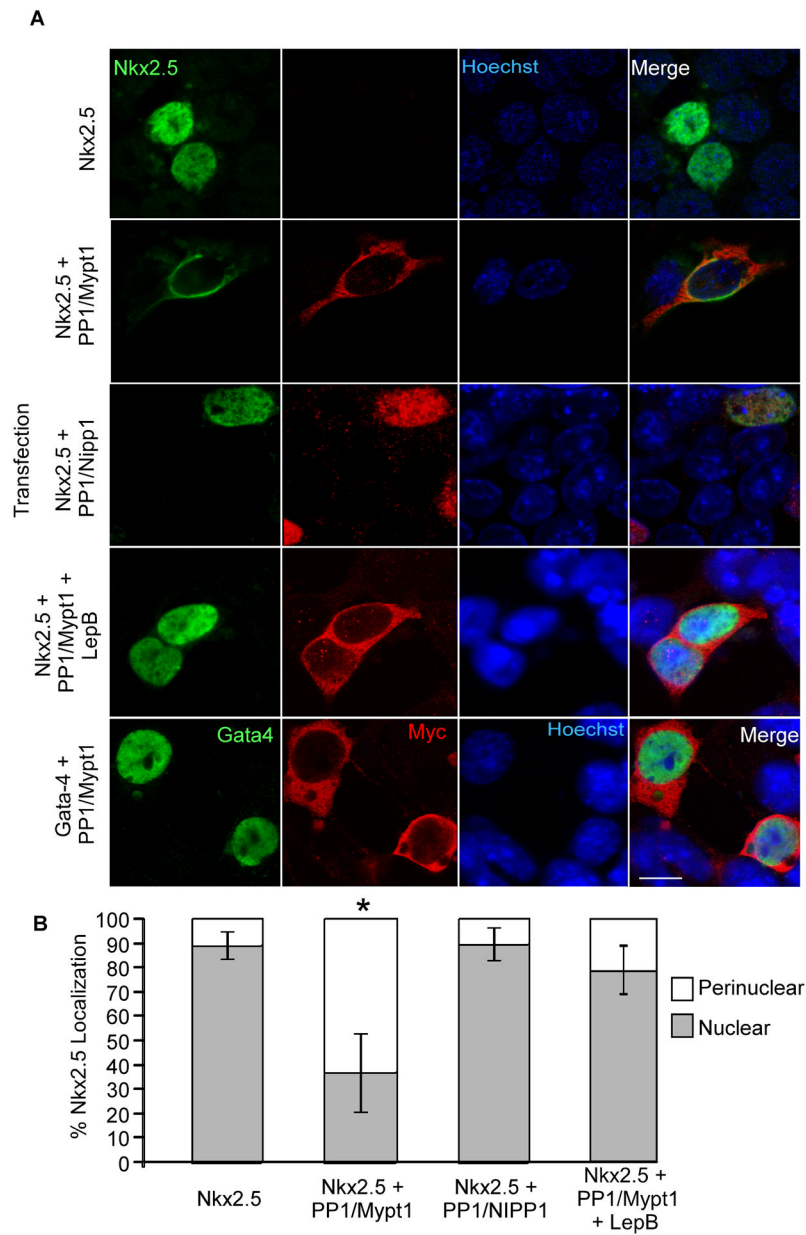 A
Nkx2.5
Hoechst
Merge
Nkx2.5
Nkx2.5 +
PP1/Mypt1
Transfection
Nkx2.5 +
PP1/Nipp1
Nkx2.5 +
PP1/Mypt1 +
LepB
Gata4
Myc
Hoechst
Merge
Gata-4 +
PP1/Mypt1
B
*
% Nkx2.5 Localization
100
90
80
70
60
50
40
30
20
10
0
Perinuclear
Nuclear
Nkx2.5
Nkx2.5 +
PP1/Mypt1
Nkx2.5 +
PP1/NIPP1
Nkx2.5 +
PP1/Mypt1
+ LepB